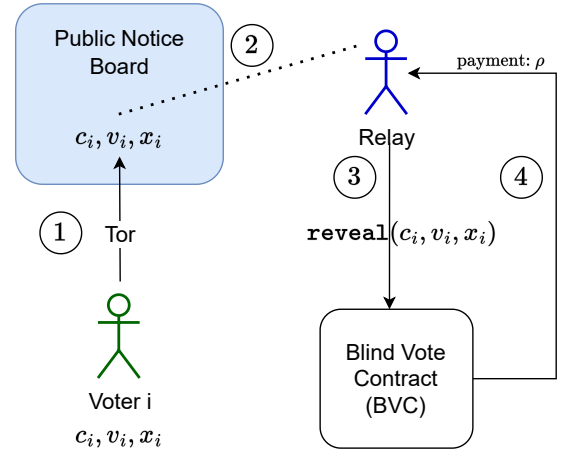 Public Notice
Board
2
payment: ρ
c_i, v_i, x_i
Relay
3
4
1
Tor
reveal(c_i, v_i, x_i)
Blind Vote
Contract
(BVC)
Voter i
c_i, v_i, x_i